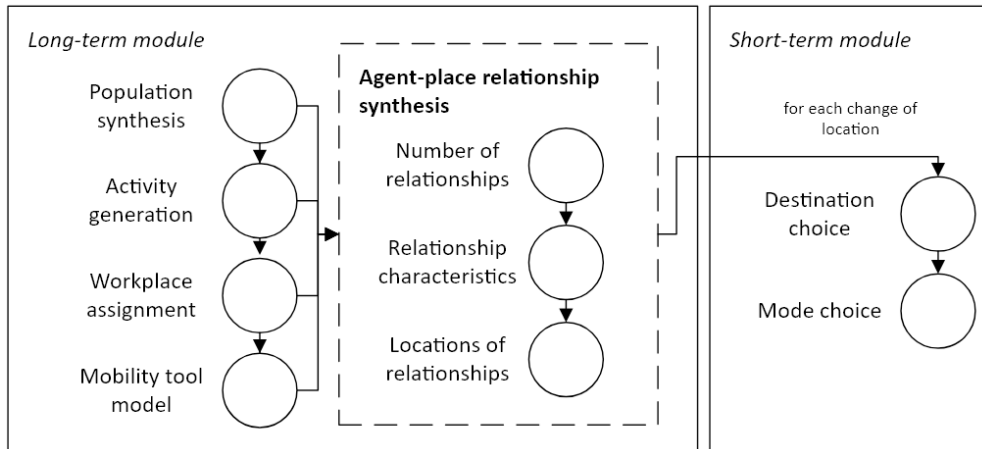 Long-term module
Population
synthesis
Activity
generation
Workplace
assignment
Mobility tool
model
Agent-place relationship
synthesis
Number of
relationships
Relationship
characteristics
Locations of
relationships
Short-term module
for each change of
location
Destination
choice
Mode choice